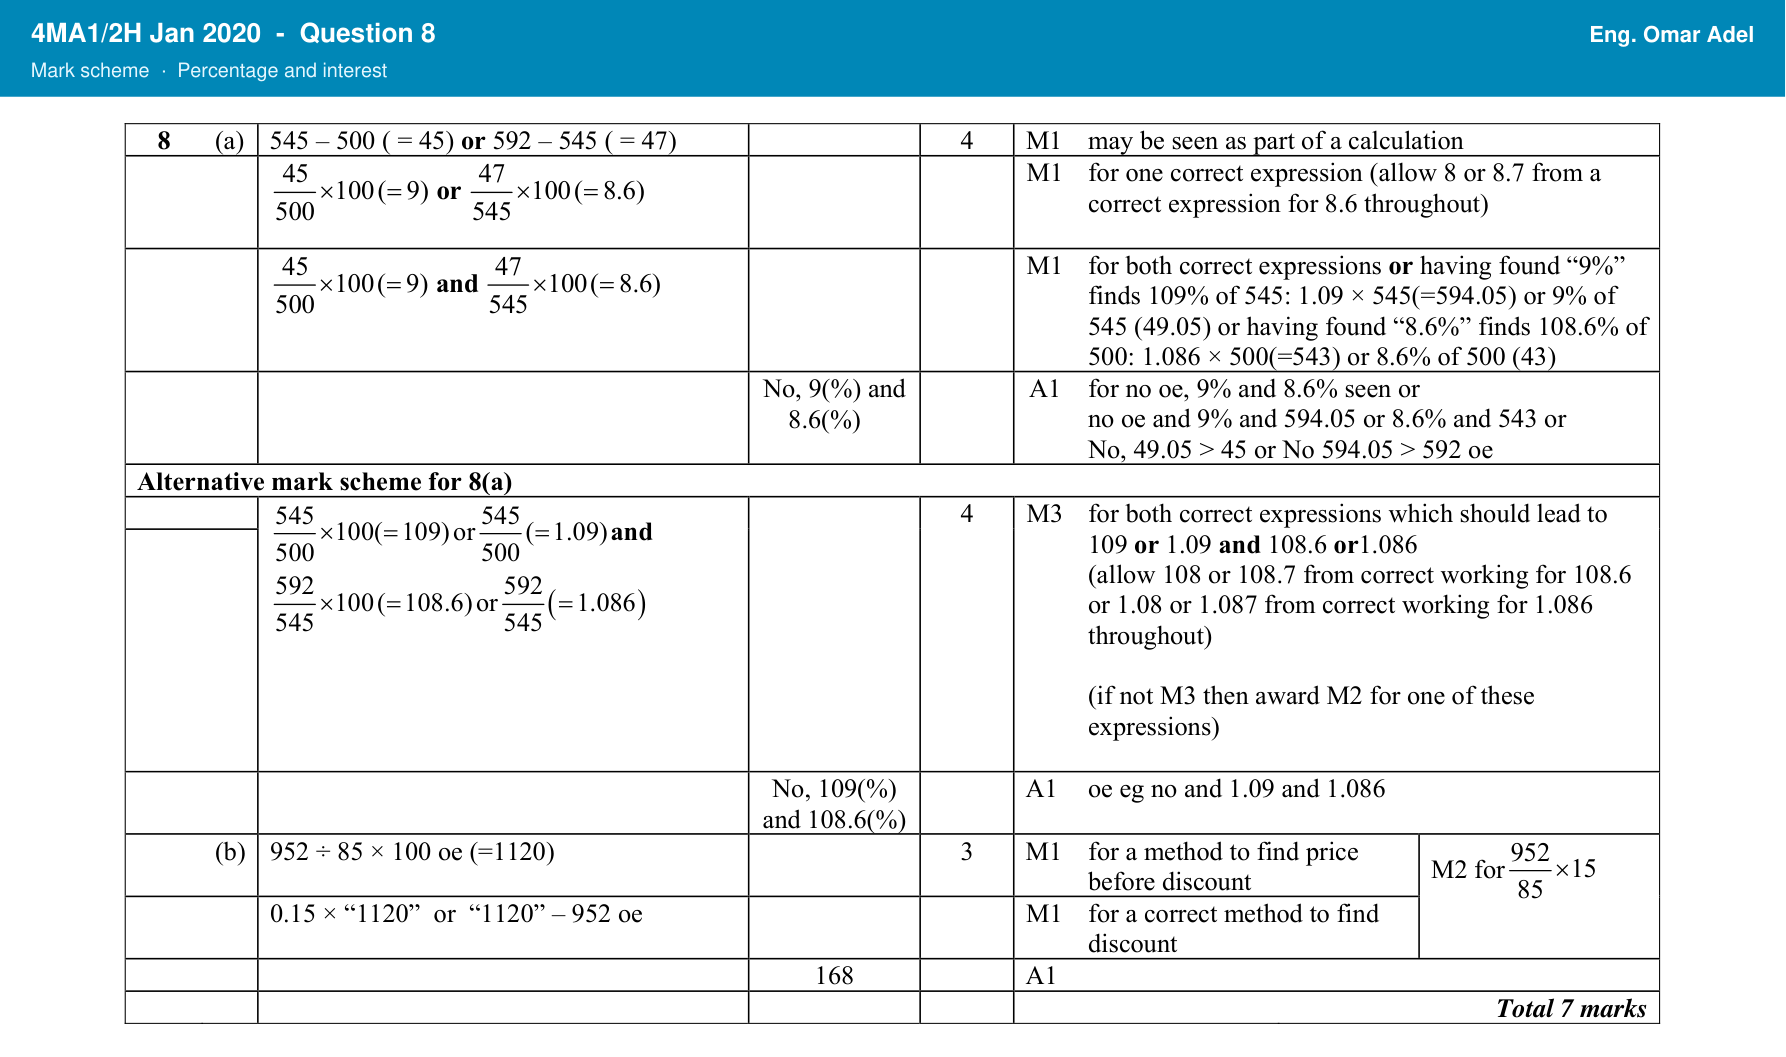 4MA1/2H Jan 2020 - Question 8
Eng. Omar Adel
Mark scheme · Percentage and interest
8 (a) 545 – 500 ( = 45) or 592 – 545 ( = 47) 4 M1 may be seen as part of a calculation
45/500 ×100(= 9) or 47/545 ×100(= 8.6) M1 for one correct expression (allow 8 or 8.7 from a
correct expression for 8.6 throughout)
45/500 ×100(= 9) and 47/545 ×100(= 8.6) M1 for both correct expressions or having found “9%”
finds 109% of 545: 1.09 × 545(=594.05) or 9% of
545 (49.05) or having found “8.6%” finds 108.6% of
500: 1.086 × 500(=543) or 8.6% of 500 (43)
No, 9(%) and
8.6(%)
A1 for no oe, 9% and 8.6% seen or
no oe and 9% and 594.05 or 8.6% and 543 or
No, 49.05 > 45 or No 594.05 > 592 oe
Alternative mark scheme for 8(a)
545/500 ×100(= 109) or 545/500 (= 1.09) and
592/545 ×100(= 108.6) or 592/545 (= 1.086)
4 M3 for both correct expressions which should lead to
109 or 1.09 and 108.6 or1.086
(allow 108 or 108.7 from correct working for 108.6
or 1.08 or 1.087 from correct working for 1.086
throughout)
(if not M3 then award M2 for one of these
expressions)
No, 109(%)
and 108.6(%)
A1 oe eg no and 1.09 and 1.086
(b) 952 ÷ 85 × 100 oe (=1120) 3 M1 for a method to find price
before discount
M2 for 952/85 ×15
0.15 × “1120” or “1120” – 952 oe M1 for a correct method to find
discount
168 A1
Total 7 marks